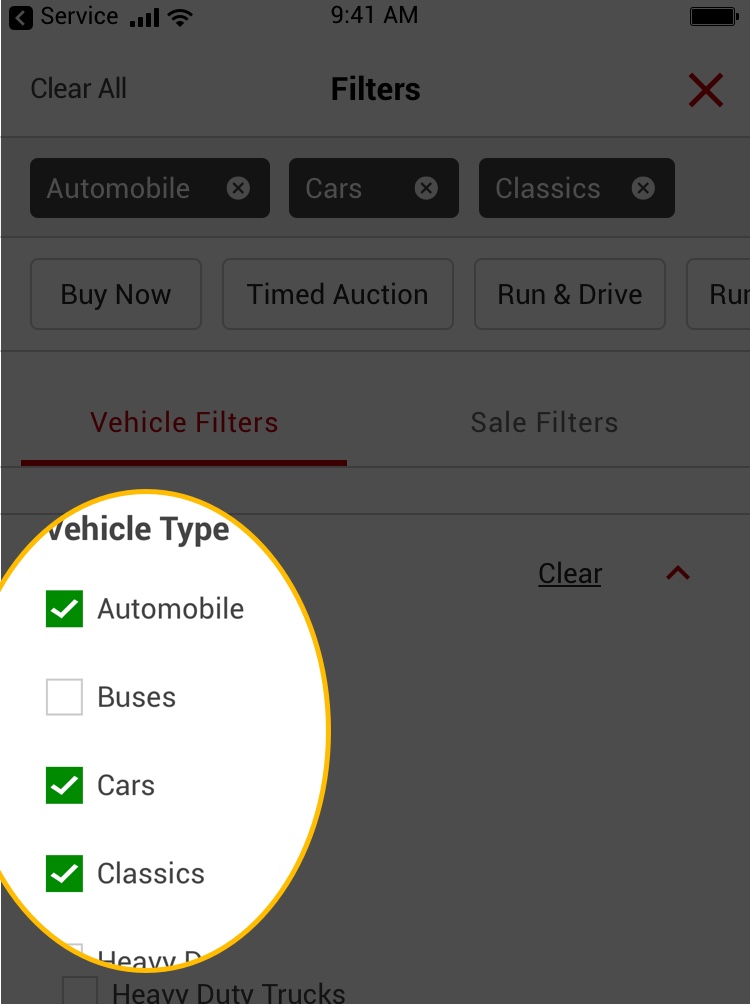 Service 9:41 AM
Clear All Filters
Automobile Cars Classics
Buy Now Timed Auction Run & Drive Run
Vehicle Filters Sale Filters
Vehicle Type
Clear
Automobile
Buses
Cars
Classics
Heavy D
Heavy Duty Trucks